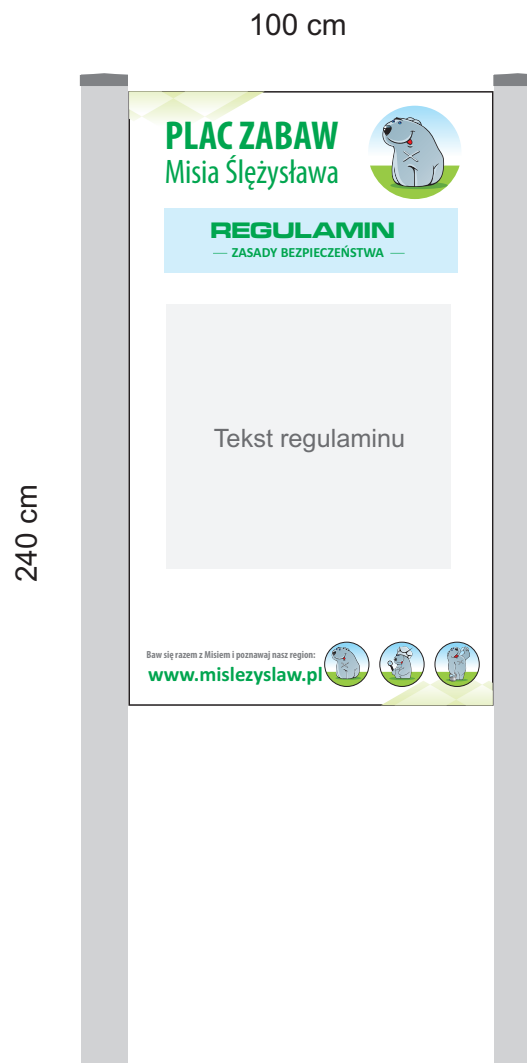 100 cm
PLAC ZABAW
Misia Ślężysława
REGULAMIN
— ZASADY BEZPIECZEŃSTWA —
Tekst regulaminu
240 cm
Baw się razem z Misiem i poznawaj nasz region:
www.mislezyslaw.pl